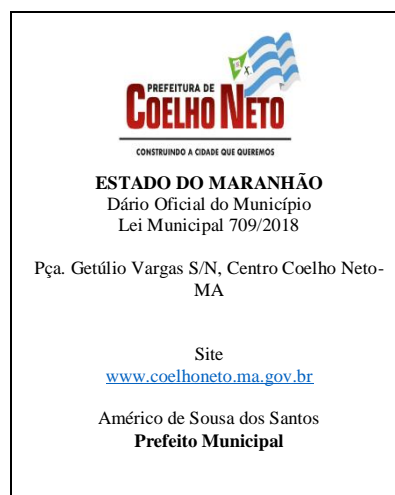 PREFEITURA DE
COELHO NETO
CONSTRUINDO A CIDADE QUE QUEREMOS
ESTADO DO MARANHÃO
Dário Oficial do Município
Lei Municipal 709/2018
Pça. Getúlio Vargas S/N, Centro Coelho Neto-
MA
Site
www.coelhoneto.ma.gov.br
Américo de Sousa dos Santos
Prefeito Municipal